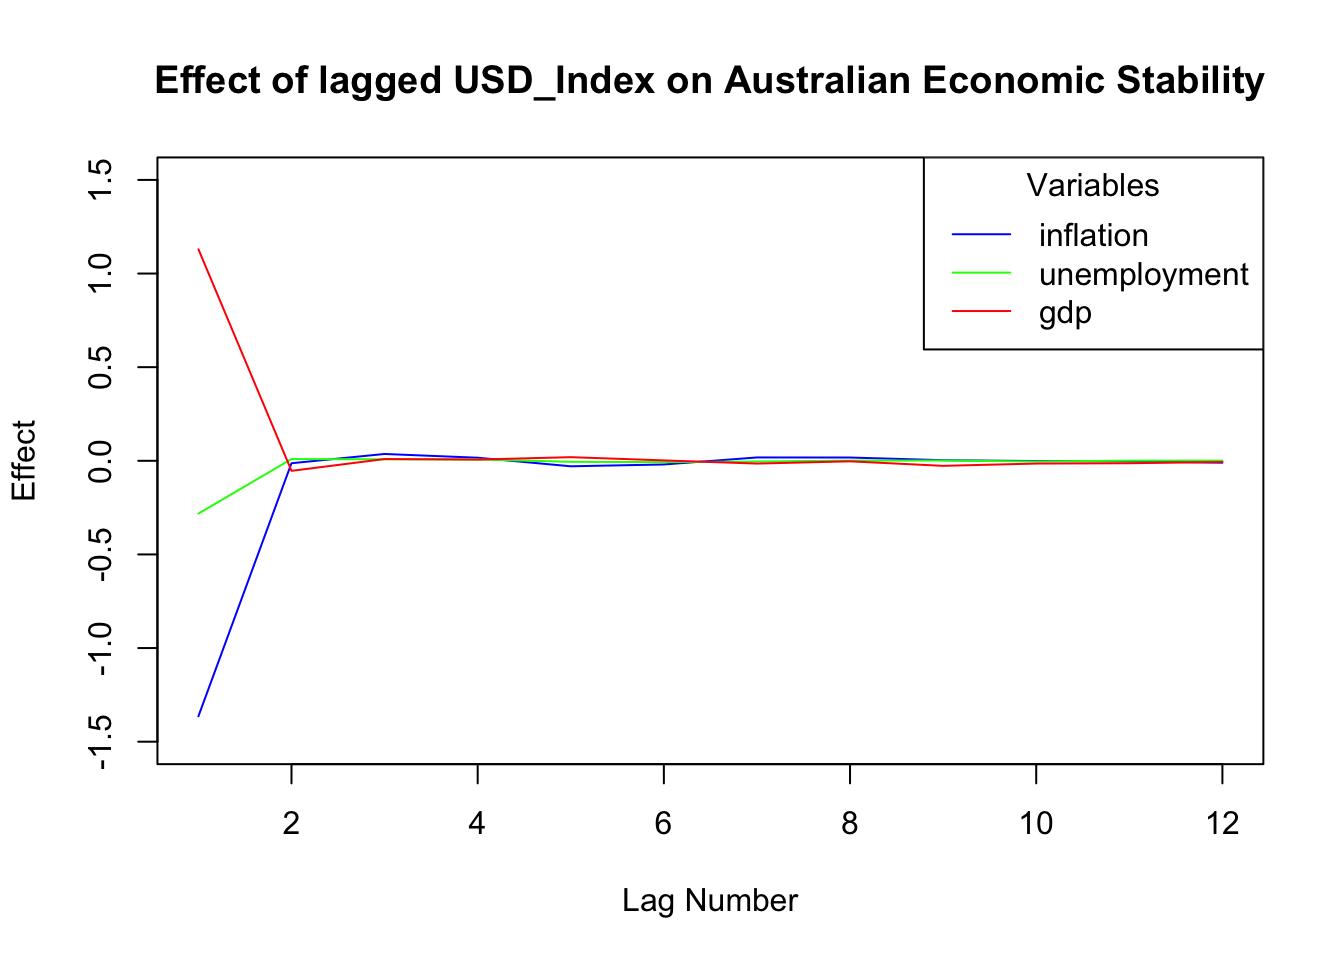 Effect of lagged USD_Index on Australian Economic Stability
Variables
inflation
unemployment
gdp
1.5
1.0
0.5
0.0
-0.5
-1.0
-1.5
Effect
2 4 6 8 10 12
Lag Number